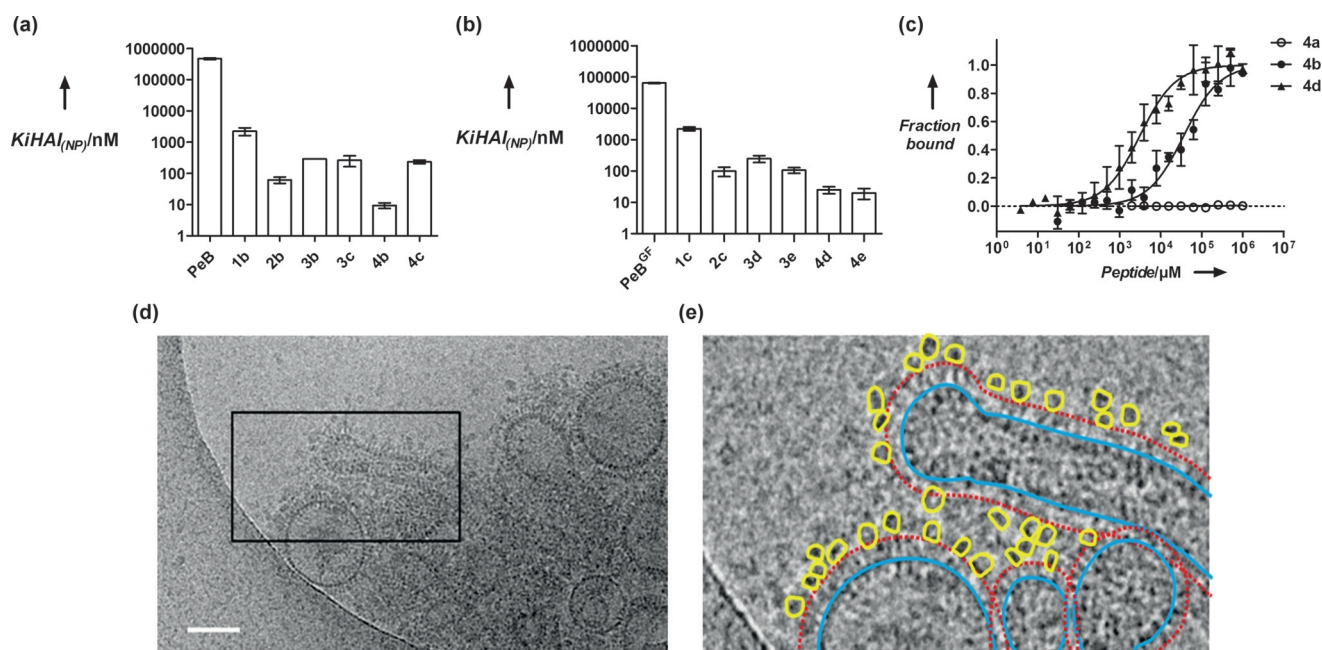 (a)
KiHAI(NP)/nM
1000000
100000
10000
1000
100
10
1
PeB
1b
2b
3b
3c
4b
4c
(b)
KiHAI(NP)/nM
1000000
100000
10000
1000
100
10
1
PeB^GF
1c
2c
3d
3e
4d
4e
(c)
4a
4b
4d
Fraction
bound
1.0
0.8
0.6
0.4
0.2
0.0
10^0 10^1 10^2 10^3 10^4 10^5 10^6 10^7
Peptide/µM
(d)
(e)